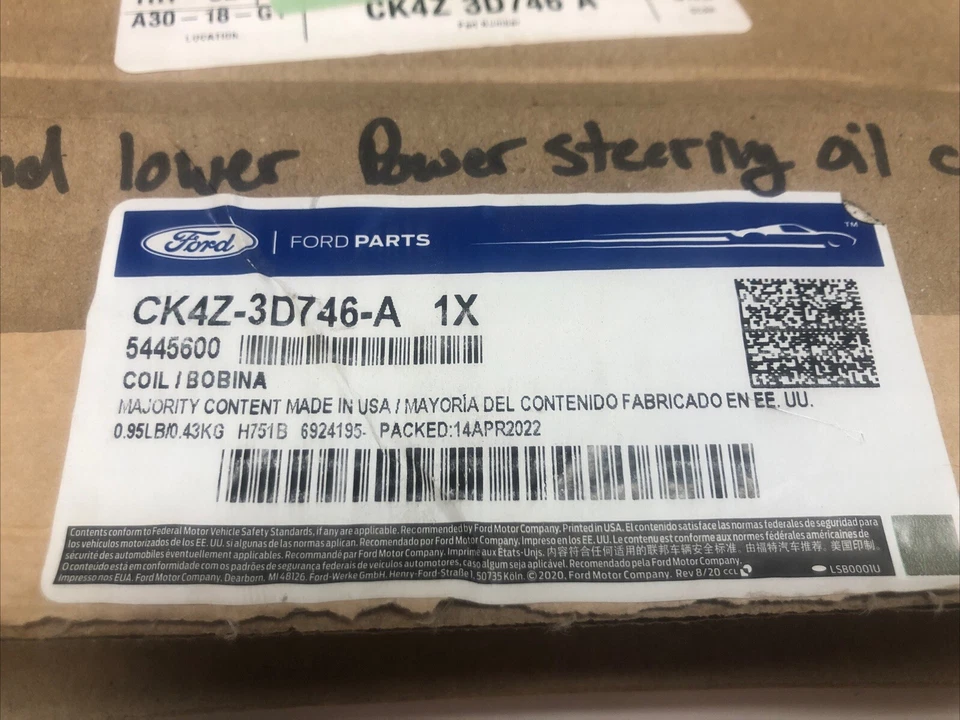 A30-18-G
CK4Z 3D746 A
LOCATION
lower Power steering oil
Ford | FORD PARTS
TM
CK4Z-3D746-A 1X
5445600
COIL / BOBINA
MAJORITY CONTENT MADE IN USA / MAYORÍA DEL CONTENIDO FABRICADO EN EE. UU.
0.95LB/0.43KG H751B 6924195- PACKED:14APR2022
Contents conform to Federal Motor Vehicle Safety Standards, if any are applicable. Recommended by Ford Motor Company. Printed in USA. El contenido satisface las normas federales de seguridad para
los vehículos motorizados de los EE. UU. si algunas de las normas aplican. Recomendado por Ford Motor Company. Impreso en los EE. UU. Le contenu est conforme aux normes fédérales américaines de
sécurité des automobiles éventuellement applicables. Recommandé par Ford Motor Company. Imprimé aux États-Unis. 内容符合任何适用的联邦车辆安全标准。由福特汽车推荐。美国印制。
O conteúdo está em conformidade com os padrões de segurança federais de veículos automotores, caso algum seja aplicável. Recomendado pela Ford Motor Company.
Impresso nos EUA. Ford Motor Company, Dearborn, MI 48126. Ford-Werke GmbH, Henry-Ford-Straße 1, 50735 Köln. © 2020. Ford Motor Company. Rev 8/20 CCL LSB0001U